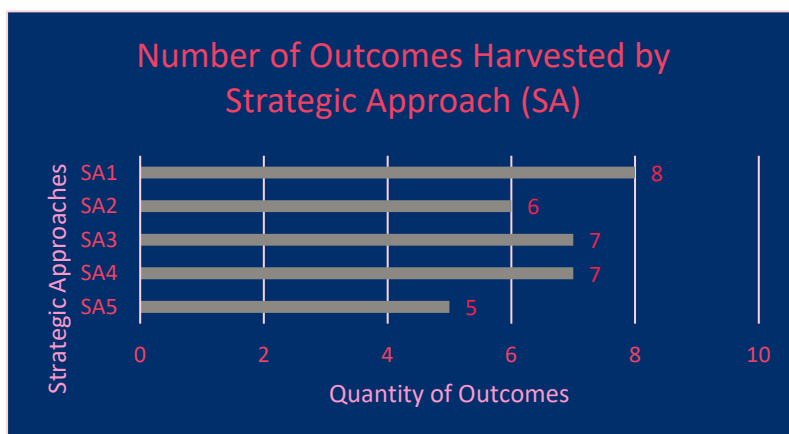 Number of Outcomes Harvested by
Strategic Approach (SA)
Strategic Approaches
SA1
8
SA2
6
SA3
7
SA4
7
SA5
5
0 2 4 6 8 10
Quantity of Outcomes